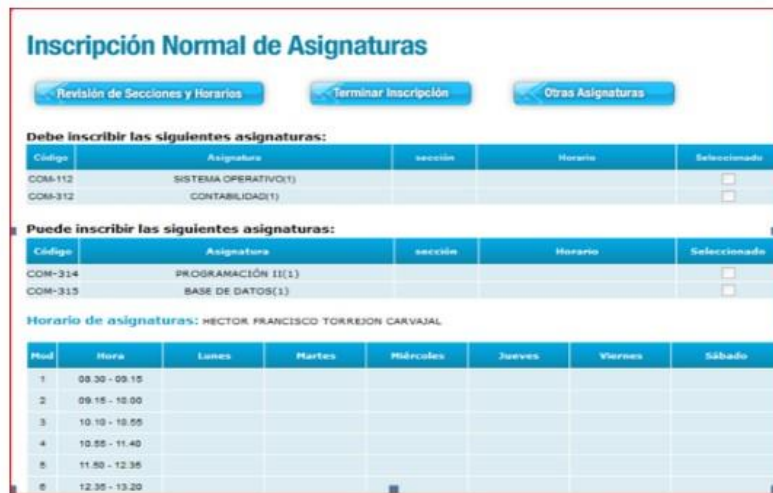 Inscripción Normal de Asignaturas
Revisión de Secciones y Horarios Terminar Inscripción Otras Asignaturas
Debe inscribir las siguientes asignaturas:
Código Asignatura sección Horario Seleccionado
COM-112 SISTEMA OPERATIVO(1)
COM-312 CONTABILIDAD(1)
Puede inscribir las siguientes asignaturas:
Código Asignatura sección Horario Seleccionado
COM-314 PROGRAMACIÓN II(1)
COM-315 BASE DE DATOS(1)
Horario de asignaturas: HECTOR FRANCISCO TORREJON CARVAJAL
Mod Hora Lunes Martes Miércoles Jueves Viernes Sábado
1 08.30 - 09.15
2 09.15 - 10.00
3 10.10 - 10.55
4 10.55 - 11.40
5 11.50 - 12.35
6 12.35 - 13.20